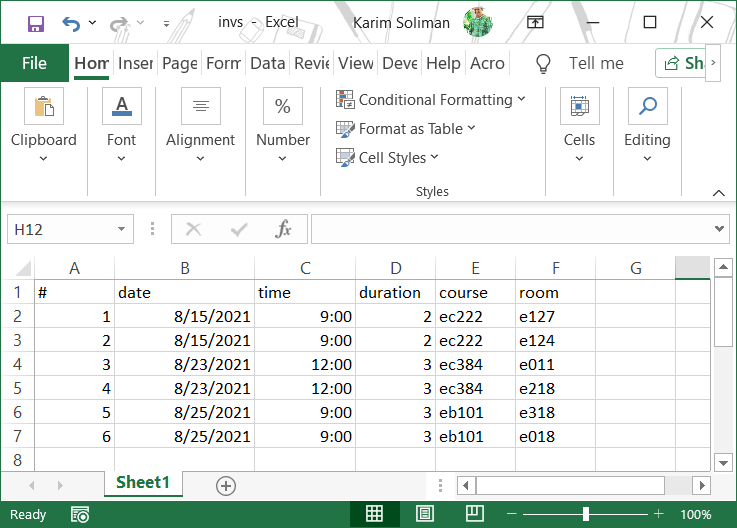 invs - Excel Karim Soliman
File Hom Inser Page Form Data Revie View Deve Help Acro Tell me Sh
Clipboard Font Alignment Number Conditional Formatting Format as Table Cell Styles Cells Editing
Styles
H12 fx
A B C D E F G
1 # date time duration course room
2 1 8/15/2021 9:00 2 ec222 e127
3 2 8/15/2021 9:00 2 ec222 e124
4 3 8/23/2021 12:00 3 ec384 e011
5 4 8/23/2021 12:00 3 ec384 e218
6 5 8/25/2021 9:00 3 eb101 e318
7 6 8/25/2021 9:00 3 eb101 e018
8
Sheet1
Ready 100%